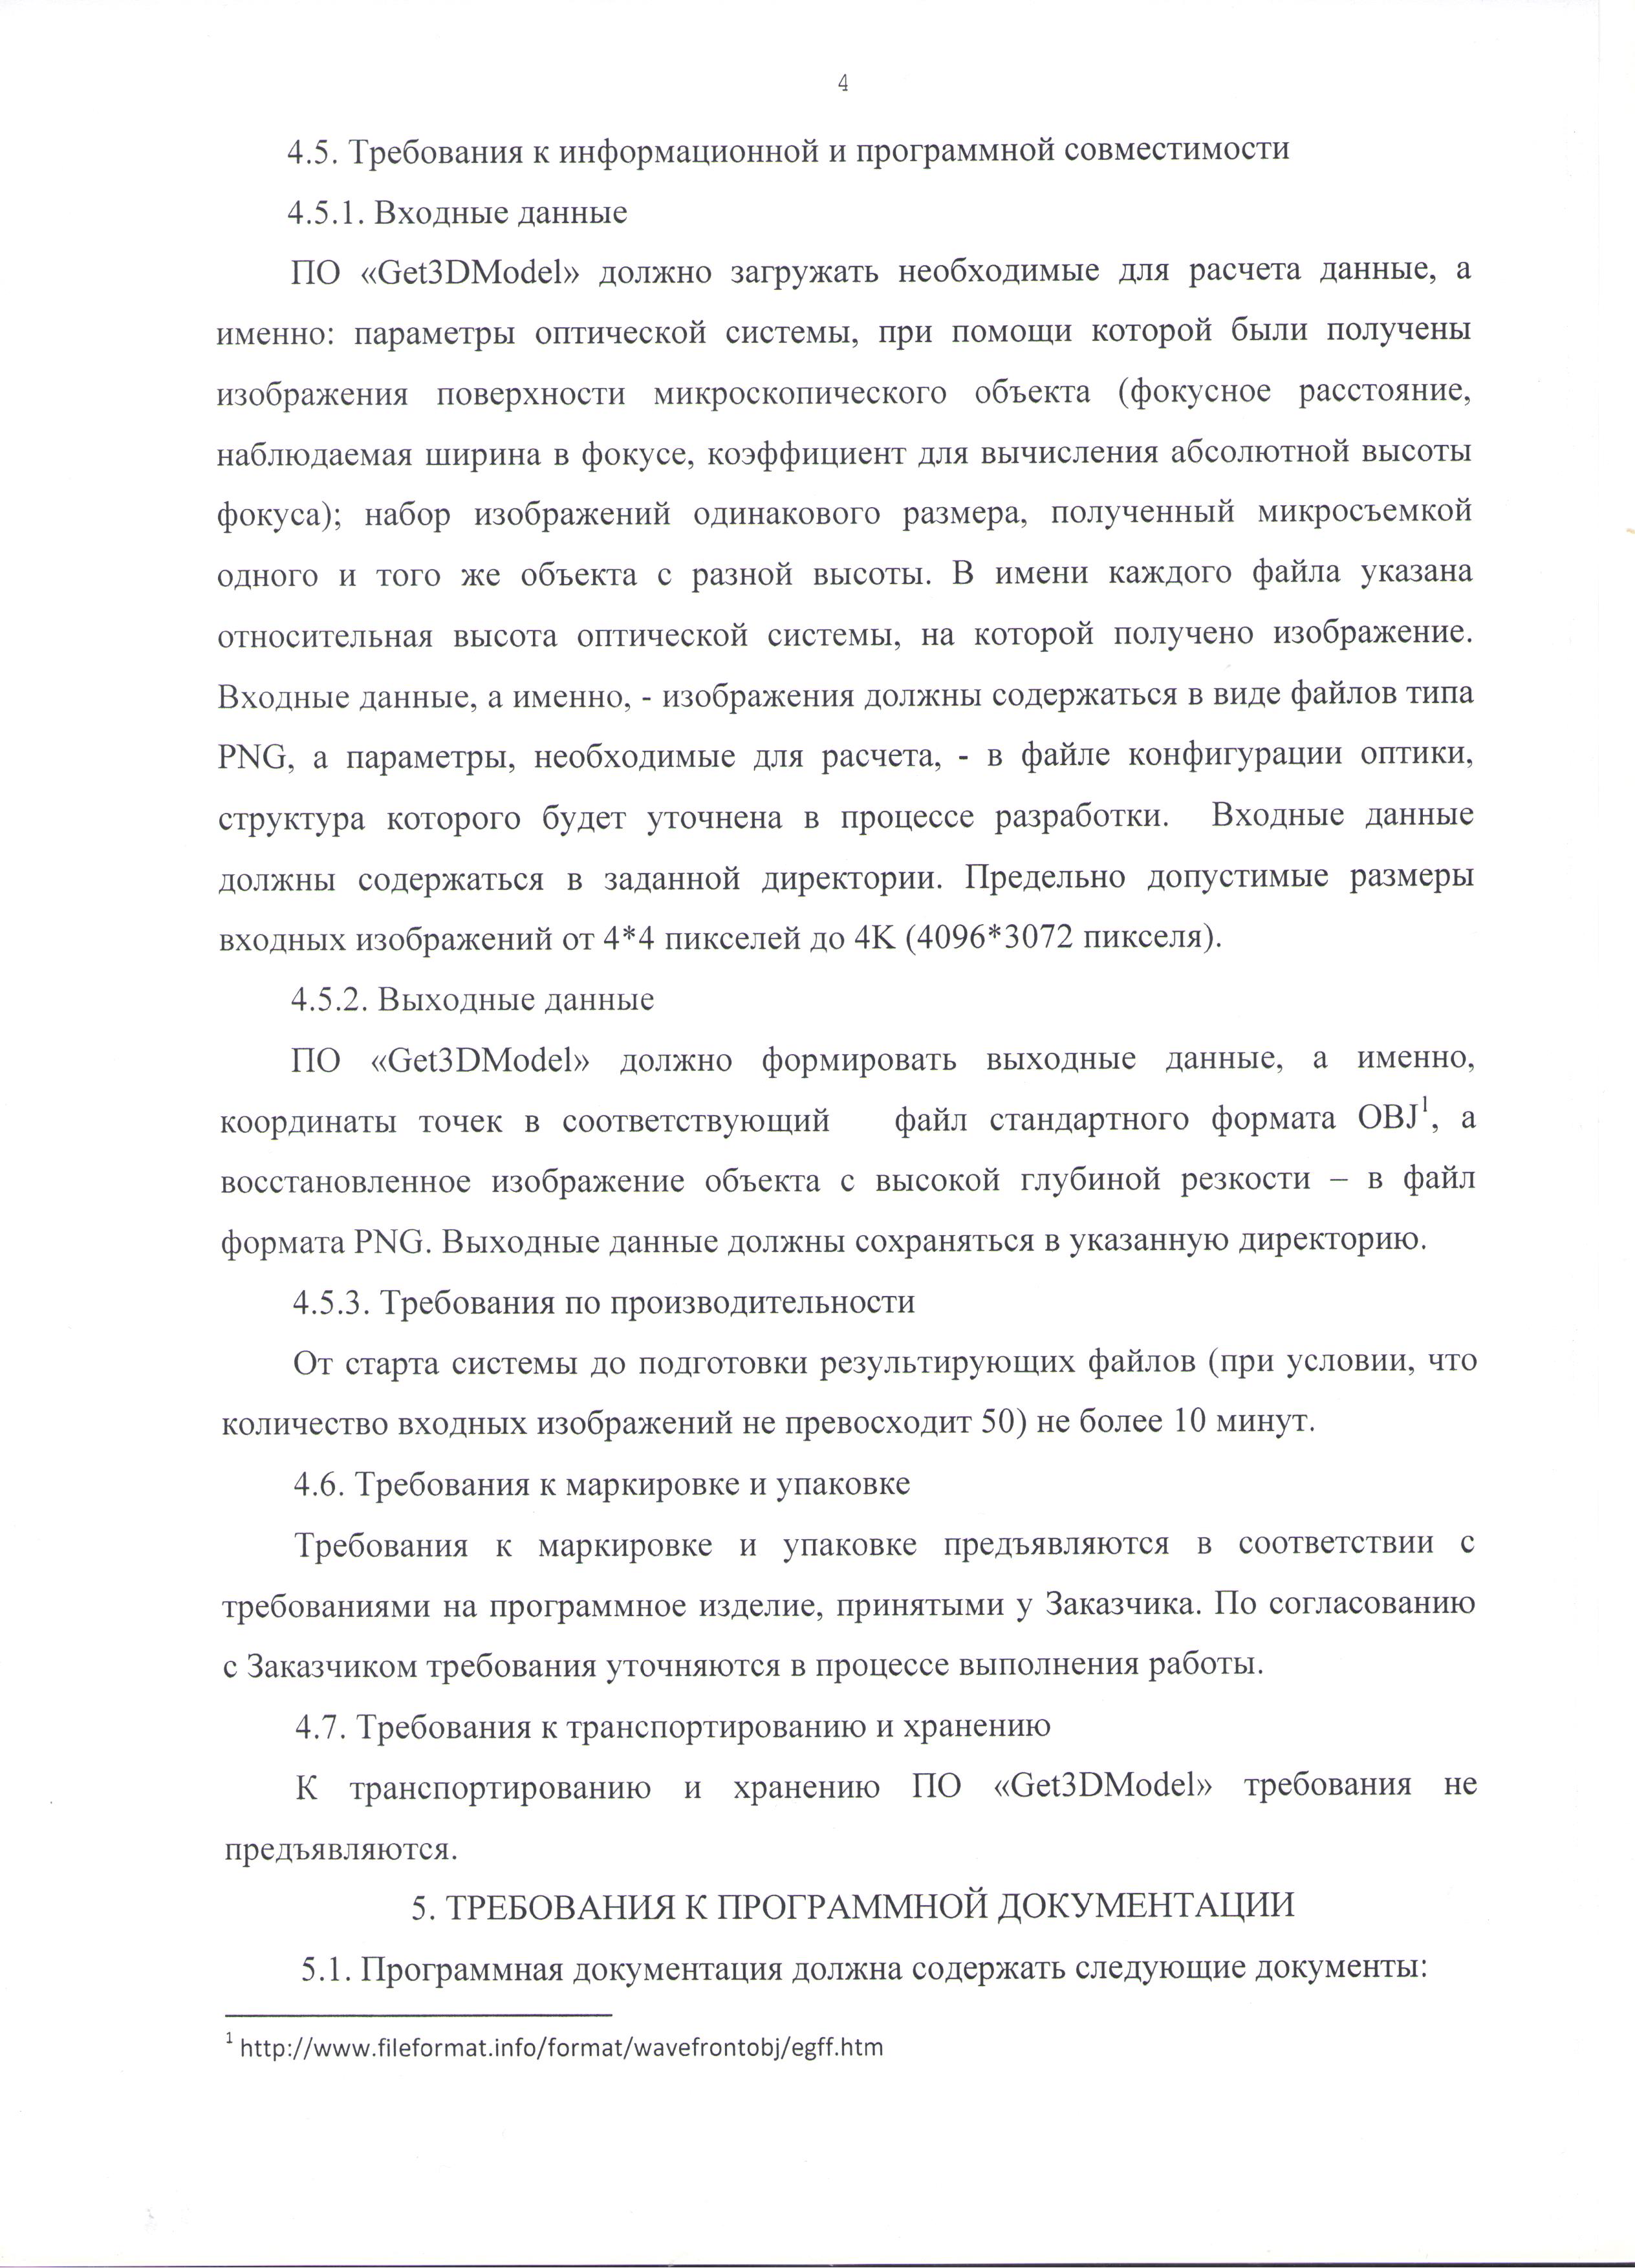 4
4.5. Требования к информационной и программной совместимости
4.5.1. Входные данные
ПО «Get3DModel» должно загружать необходимые для расчета данные, а
именно: параметры оптической системы, при помощи которой были получены
изображения поверхности микроскопического объекта (фокусное расстояние,
наблюдаемая ширина в фокусе, коэффициент для вычисления абсолютной высоты
фокуса); набор изображений одинакового размера, полученный микросъемкой
одного и того же объекта с разной высоты. В имени каждого файла указана
относительная высота оптической системы, на которой получено изображение.
Входные данные, а именно, - изображения должны содержаться в виде файлов типа
PNG, а параметры, необходимые для расчета, - в файле конфигурации оптики,
структура которого будет уточнена в процессе разработки. Входные данные
должны содержаться в заданной директории. Предельно допустимые размеры
входных изображений от 4*4 пикселей до 4K (4096*3072 пикселя).
4.5.2. Выходные данные
ПО «Get3DModel» должно формировать выходные данные, а именно,
координаты точек в соответствующий файл стандартного формата OBJ¹, а
восстановленное изображение объекта с высокой глубиной резкости – в файл
формата PNG. Выходные данные должны сохраняться в указанную директорию.
4.5.3. Требования по производительности
От старта системы до подготовки результирующих файлов (при условии, что
количество входных изображений не превосходит 50) не более 10 минут.
4.6. Требования к маркировке и упаковке
Требования к маркировке и упаковке предъявляются в соответствии с
требованиями на программное изделие, принятыми у Заказчика. По согласованию
с Заказчиком требования уточняются в процессе выполнения работы.
4.7. Требования к транспортированию и хранению
К транспортированию и хранению ПО «Get3DModel» требования не
предъявляются.
5. ТРЕБОВАНИЯ К ПРОГРАММНОЙ ДОКУМЕНТАЦИИ
5.1. Программная документация должна содержать следующие документы:
¹ http://www.fileformat.info/format/wavefrontobj/egff.htm